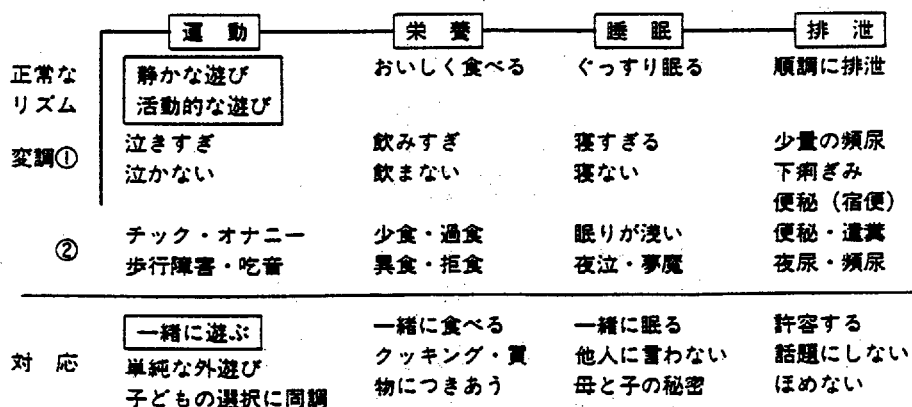 運動 栄養 睡眠 排泄
正常な 静かな遊び おいしく食べる ぐっすり眠る 順調に排泄
リズム 活動的な遊び
変調① 泣きすぎ 飲みすぎ 寝すぎる 少量の頻尿
泣かない 飲まない 寝ない 下痢ぎみ
便秘（宿便）
② チック・オナニー 少食・過食 眠りが浅い 便秘・遺糞
歩行障害・吃音 異食・拒食 夜泣・夢魔 夜尿・頻尿
対応 一緒に遊ぶ 一緒に食べる 一緒に眠る 許容する
単純な外遊び クッキング・買 他人に言わない 話題にしない
子どもの選択に同調 物につきあう 母と子の秘密 ほめない